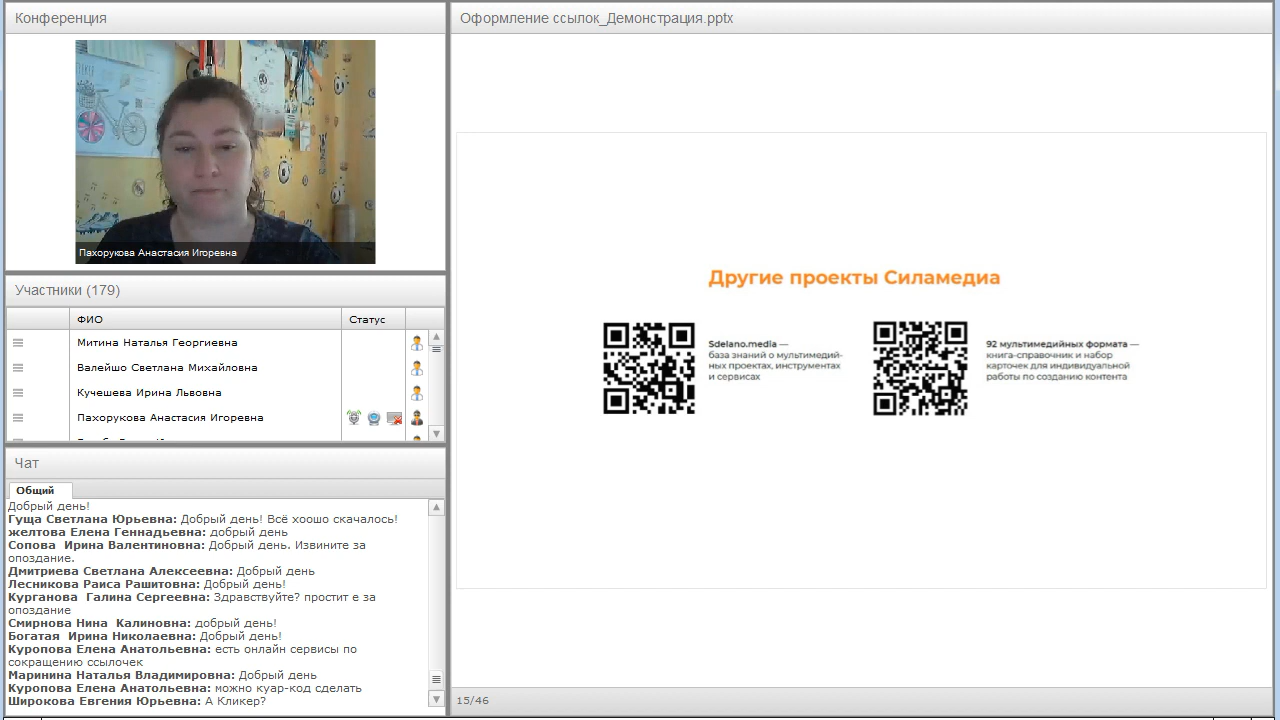 Конференция
Пахорукова Анастасия Игоревна
Участники (179)
ФИО Статус
Митина Наталья Георгиевна
Валейшо Светлана Михайловна
Кучешева Ирина Львовна
Пахорукова Анастасия Игоревна
Чат
Общий
Добрый день!
Гуща Светлана Юрьевна: Добрый день! Всё хоошо скачалось!
желтова Елена Геннадьевна: добрый день
Сопова Ирина Валентиновна: Добрый день. Извините за
опоздание.
Дмитриева Светлана Алексеевна: Добрый день
Лесникова Раиса Рашитовна: Добрый день!
Курганова Галина Сергеевна: Здравствуйте? простит е за
опоздание
Смирнова Нина Калиновна: добрый день!
Богатая Ирина Николаевна: Добрый день!
Куропова Елена Анатольевна: есть онлайн сервисы по
сокращению ссылочек
Маринина Наталья Владимировна: Добрый день
Куропова Елена Анатольевна: можно куар-код сделать
Широкова Евгения Юрьевна: А Кликер?
Оформление ссылок_Демонстрация.pptx
Другие проекты Силамедиа
Sdelano.media —
база знаний о мультимедий-
ных проектах, инструментах
и сервисах
92 мультимедийных формата —
книга-справочник и набор
карточек для индивидуальной
работы по созданию контента
15/46